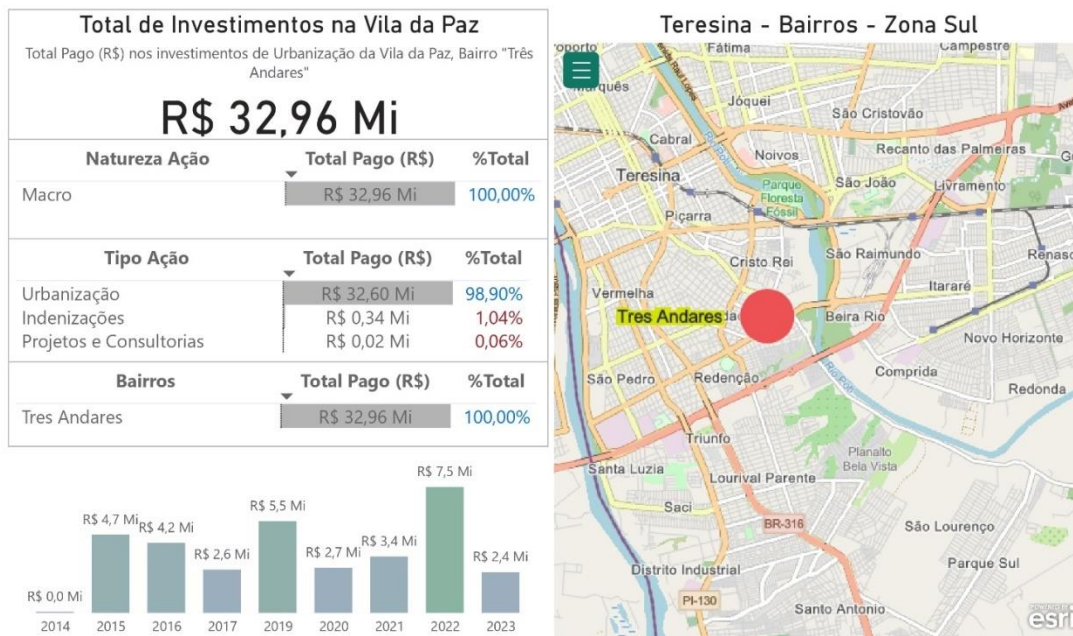 Total de Investimentos na Vila da Paz
Total Pago (R$) nos investimentos de Urbanização da Vila da Paz, Bairro "Três
Andares"
R$ 32,96 Mi
Natureza Ação Total Pago (R$) %Total
Macro R$ 32,96 Mi 100,00%
Tipo Ação Total Pago (R$) %Total
Urbanização R$ 32,60 Mi 98,90%
Indenizações R$ 0,34 Mi 1,04%
Projetos e Consultorias R$ 0,02 Mi 0,06%
Bairros Total Pago (R$) %Total
Tres Andares R$ 32,96 Mi 100,00%
R$ 0,0 Mi
R$ 4,7 Mi
R$ 4,2 Mi
R$ 2,6 Mi
R$ 5,5 Mi
R$ 2,7 Mi
R$ 3,4 Mi
R$ 7,5 Mi
R$ 2,4 Mi
2014 2015 2016 2017 2019 2020 2021 2022 2023
Teresina - Bairros - Zona Sul
Fátima
Campestre
Jóquei
São Cristovão
Cabral
Noivos
Recanto das Palmeiras
Teresina
Parque
Floresta
Fóssil
São João
Livramento
Piçarra
Cristo Rei
São Raimundo
Vermelha
Itararé
Tres Andares
Beira Rio
Novo Horizonte
São Pedro
Redenção
Comprida
Redonda
Rio Poti
Triunfo
Planalto
Bela Vista
Santa Luzia
Lourival Parente
Saci
BR-316
São Lourenço
Parque Sul
Distrito Industrial
PI-130
Santo Antonio
POWERED BY
esri